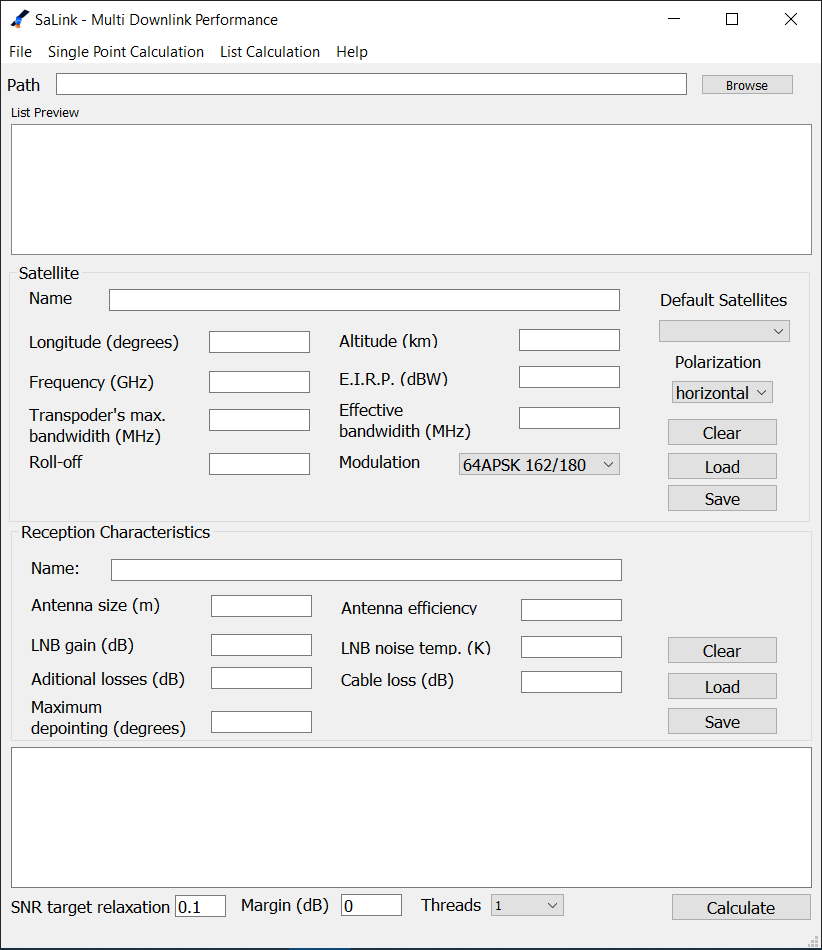 SaLink - Multi Downlink Performance
File Single Point Calculation List Calculation Help
Path Browse
List Preview
Satellite
Name
Default Satellites
Longitude (degrees)
Altitude (km)
Polarization
Frequency (GHz)
E.I.R.P. (dBW)
horizontal
Transpoder's max.
bandwidith (MHz)
Effective
bandwidth (MHz)
Clear
Roll-off
Modulation 64APSK 162/180
Load
Save
Reception Characteristics
Name:
Antenna size (m)
Antenna efficiency
LNB gain (dB)
LNB noise temp. (K)
Clear
Aditional losses (dB)
Cable loss (dB)
Load
Maximum
depointing (degrees)
Save
SNR target relaxation 0.1 Margin (dB) 0 Threads 1 Calculate